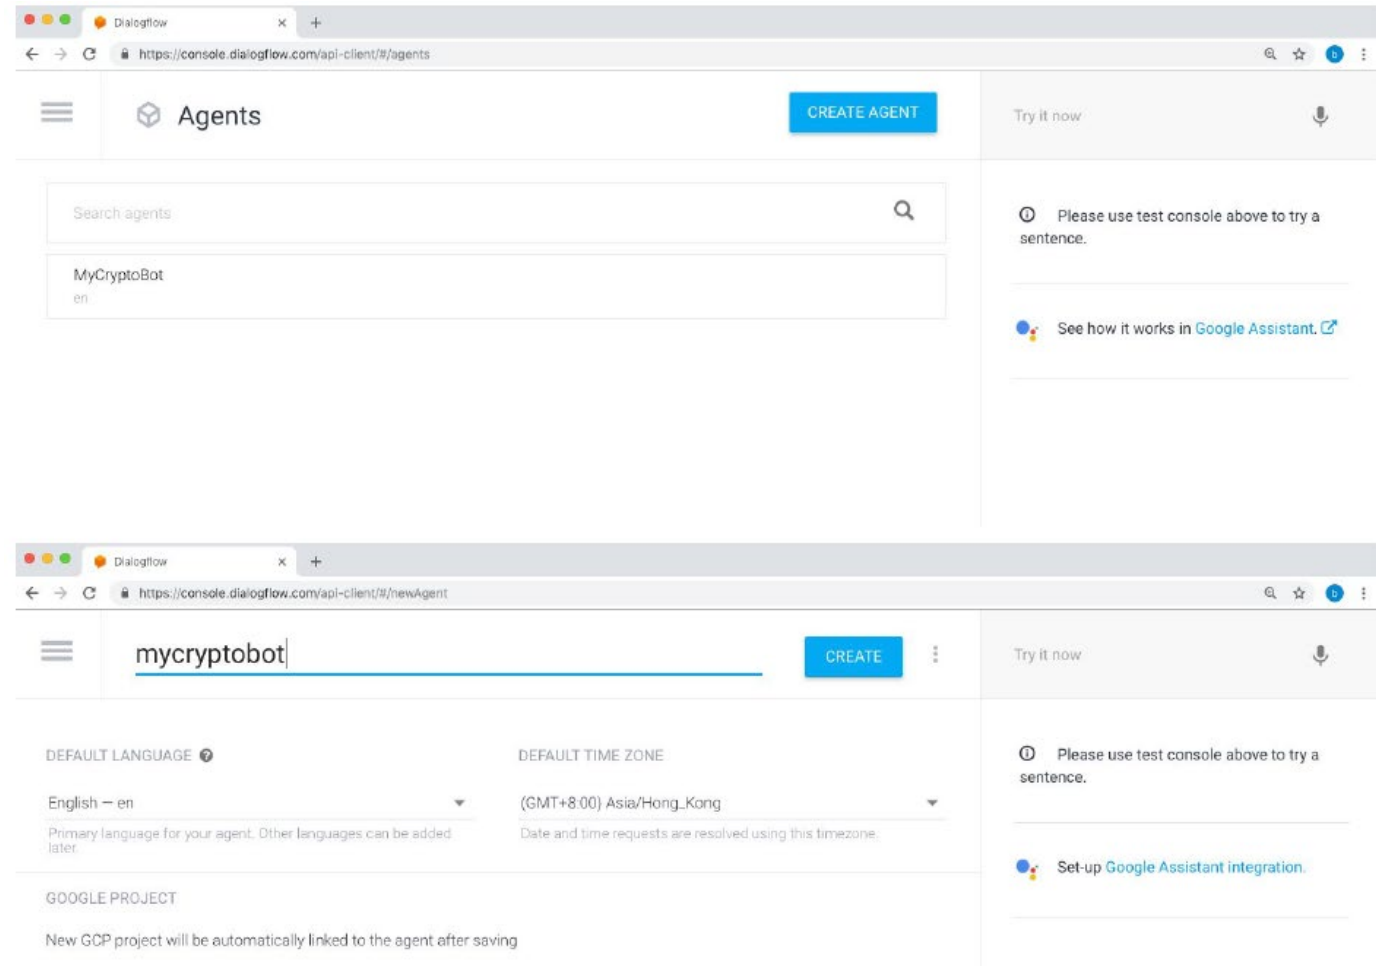 Dialogflow
https://console.dialogflow.com/api-client/#/agents
b
Agents
CREATE AGENT
Try it now
Search agents
MyCryptoBot
en
Please use test console above to try a
sentence.
See how it works in Google Assistant.
Dialogflow
https://console.dialogflow.com/api-client/#/newAgent
b
mycryptobot
CREATE
Try it now
DEFAULT LANGUAGE
English — en
Primary language for your agent. Other languages can be added
later.
DEFAULT TIME ZONE
(GMT+8:00) Asia/Hong_Kong
Date and time requests are resolved using this timezone.
Please use test console above to try a
sentence.
Set-up Google Assistant integration.
GOOGLE PROJECT
New GCP project will be automatically linked to the agent after saving